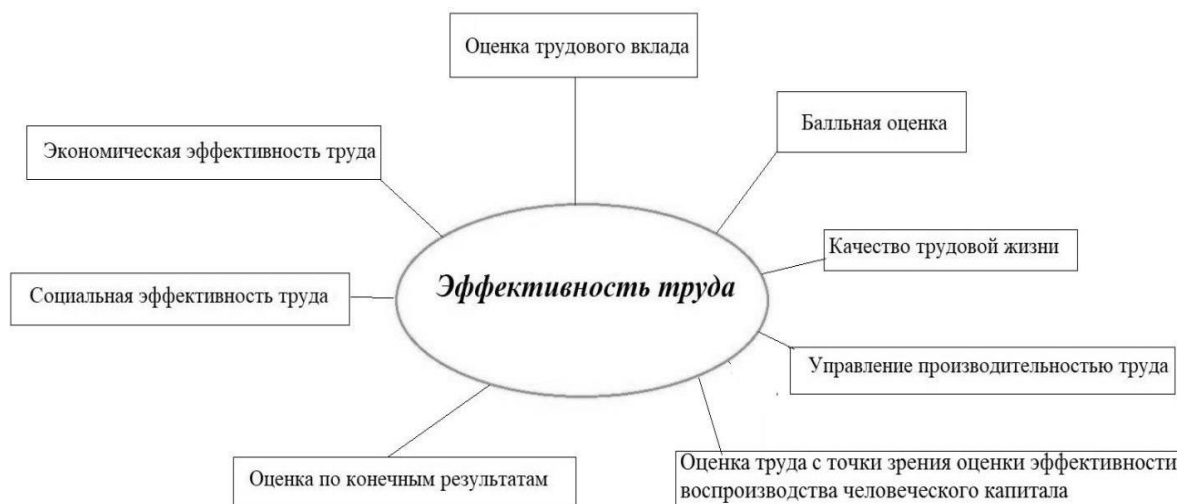 Оценка трудового вклада
Балльная оценка
Экономическая эффективность труда
Качество трудовой жизни
Эффективность труда
Социальная эффективность труда
Управление производительностью труда
Оценка по конечным результатам
Оценка труда с точки зрения оценки эффективности
воспроизводства человеческого капитала